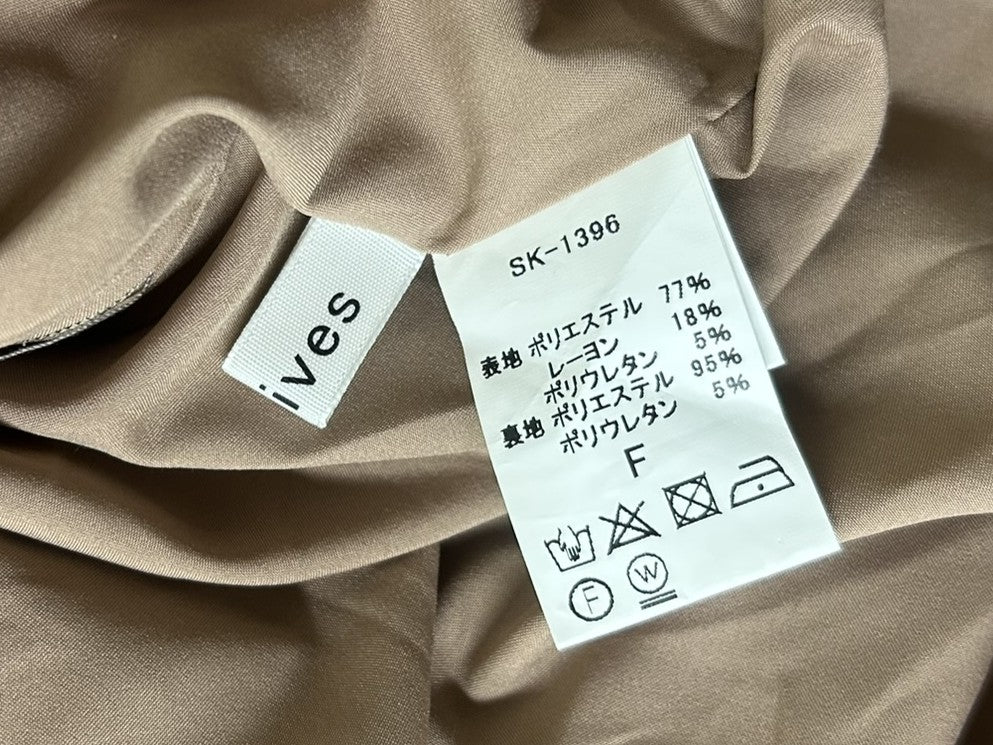 ives
SK-1396
表地 ポリエステル 77%
レーヨン 18%
ポリウレタン 5%
裏地 ポリエステル 95%
ポリウレタン 5%
F
F
W